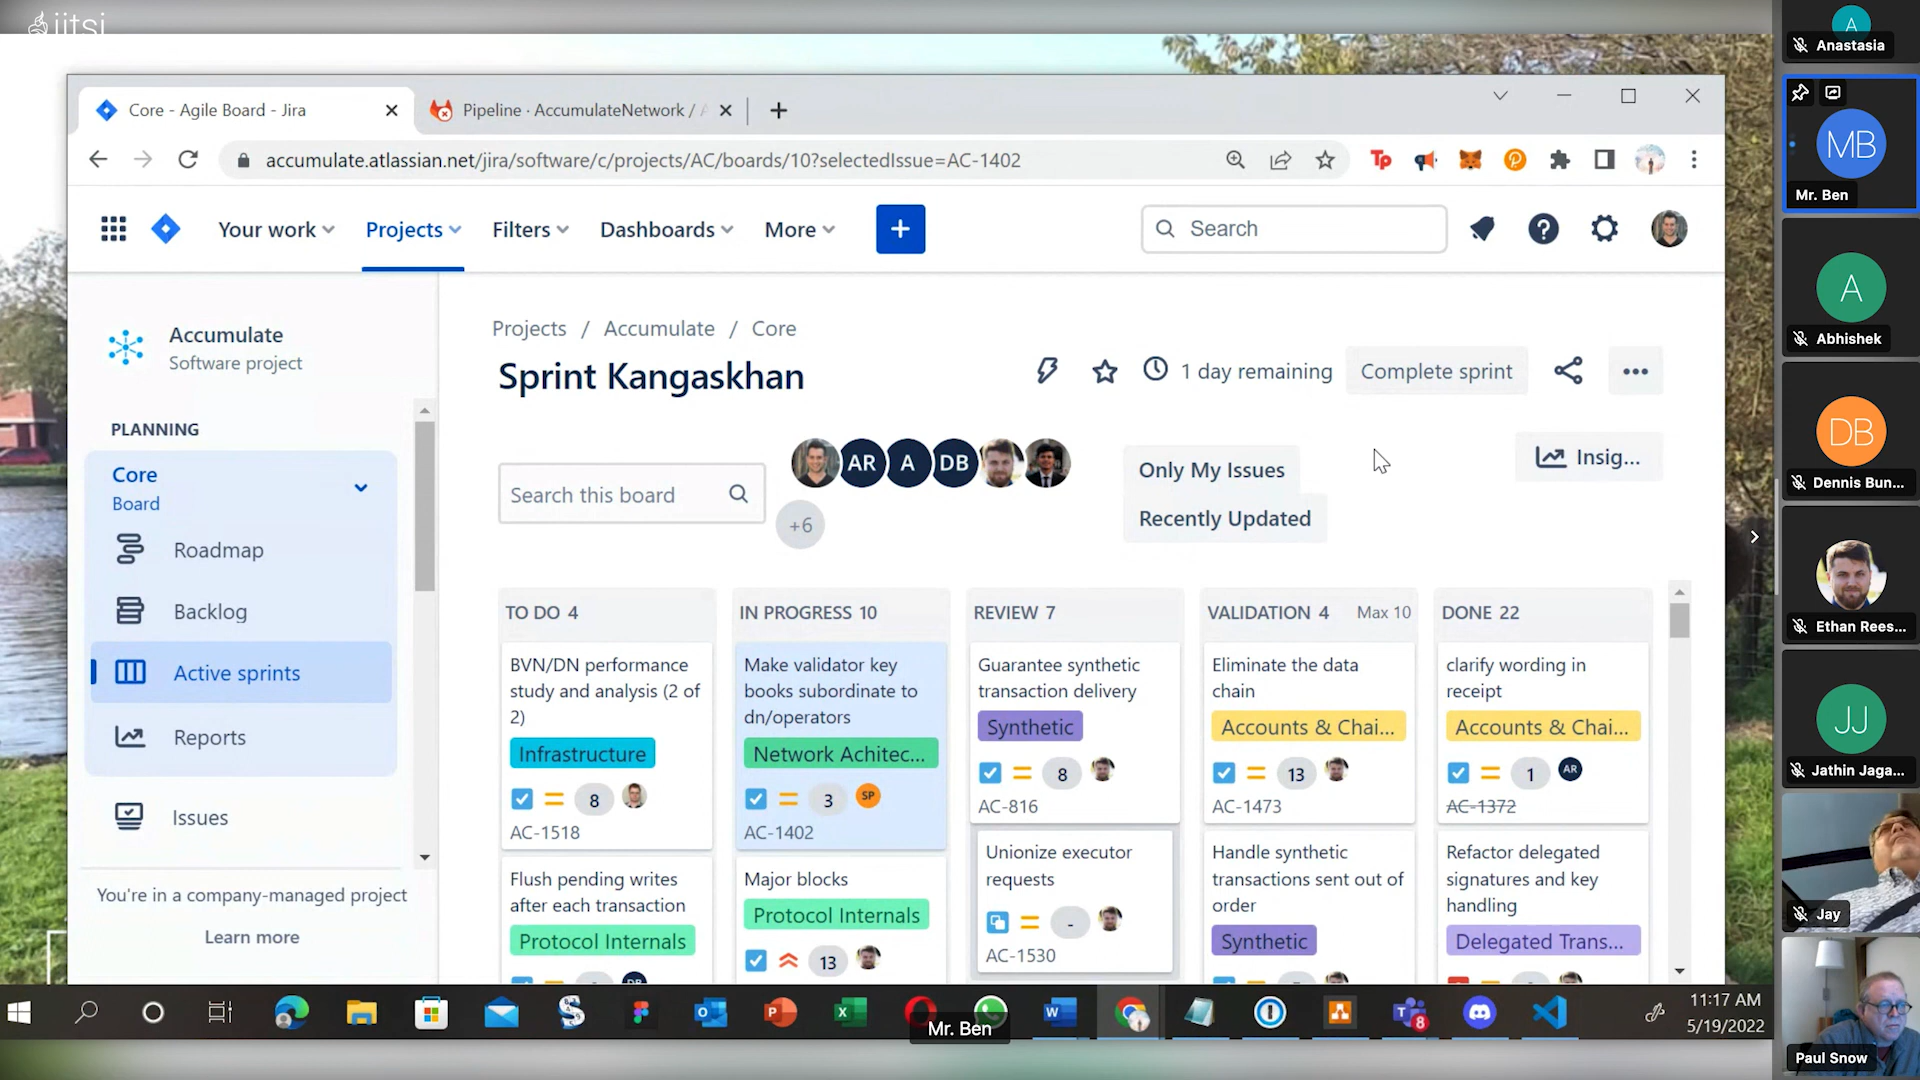 jitsi
Core - Agile Board - Jira
Pipeline · AccumulateNetwork /
accumulate.atlassian.net/jira/software/c/projects/AC/boards/10?selectedIssue=AC-1402
Your work
Projects
Filters
Dashboards
More
Search
Accumulate
Software project
PLANNING
Core
Board
Roadmap
Backlog
Active sprints
Reports
Issues
You're in a company-managed project
Learn more
Projects / Accumulate / Core
Sprint Kangaskhan
1 day remaining
Complete sprint
Search this board
AR
A
DB
+6
Only My Issues
Recently Updated
Insig...
TO DO 4
BVN/DN performance
study and analysis (2 of
2)
Infrastructure
8
AC-1518
Flush pending writes
after each transaction
Protocol Internals
IN PROGRESS 10
Make validator key
books subordinate to
dn/operators
Network Achitec...
3
SP
AC-1402
Major blocks
Protocol Internals
13
REVIEW 7
Guarantee synthetic
transaction delivery
Synthetic
8
AC-816
Unionize executor
requests
-
AC-1530
VALIDATION 4 Max 10
Eliminate the data
chain
Accounts & Chai...
13
AC-1473
Handle synthetic
transactions sent out of
order
Synthetic
DONE 22
clarify wording in
receipt
Accounts & Chai...
1
AR
AC-1372
Refactor delegated
signatures and key
handling
Delegated Trans...
11:17 AM
5/19/2022
Mr. Ben
A
Anastasia
MB
Mr. Ben
A
Abhishek
DB
Dennis Bun...
Ethan Rees...
JJ
Jathin Jaga...
Jay
Paul Snow